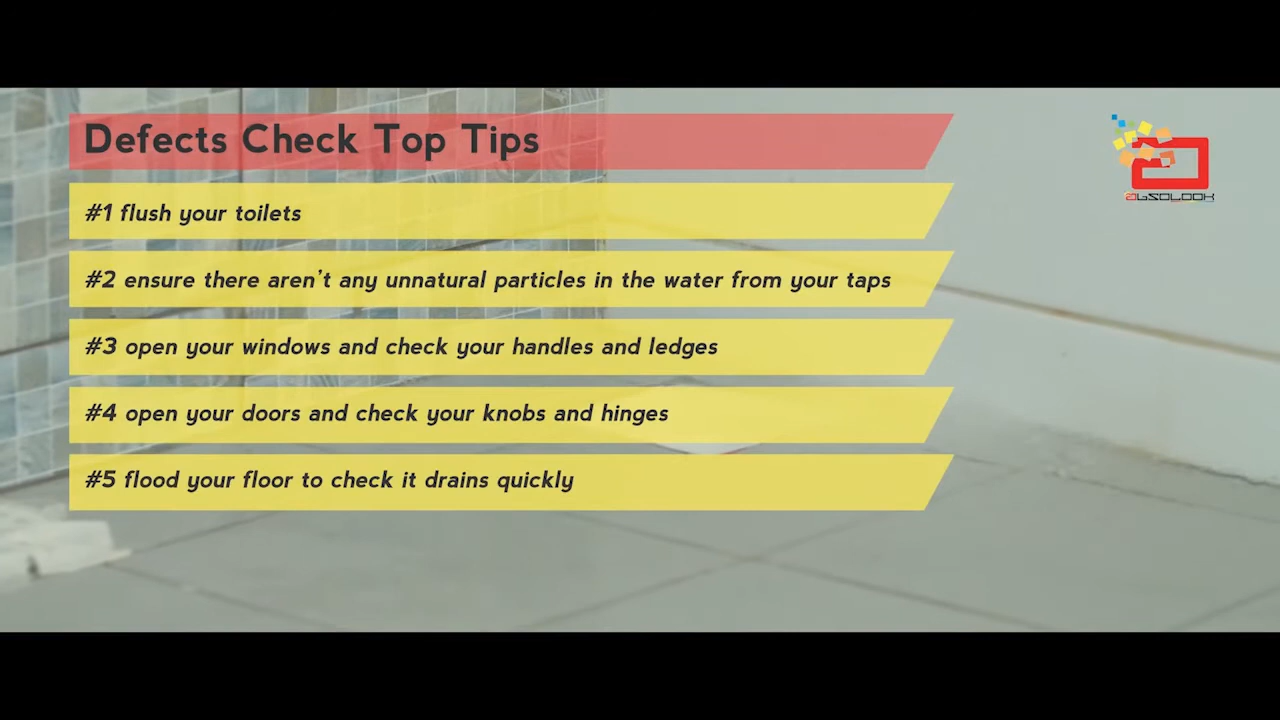 Defects Check Top Tips
#1 flush your toilets
#2 ensure there aren't any unnatural particles in the water from your taps
#3 open your windows and check your handles and ledges
#4 open your doors and check your knobs and hinges
#5 flood your floor to check it drains quickly
absolook